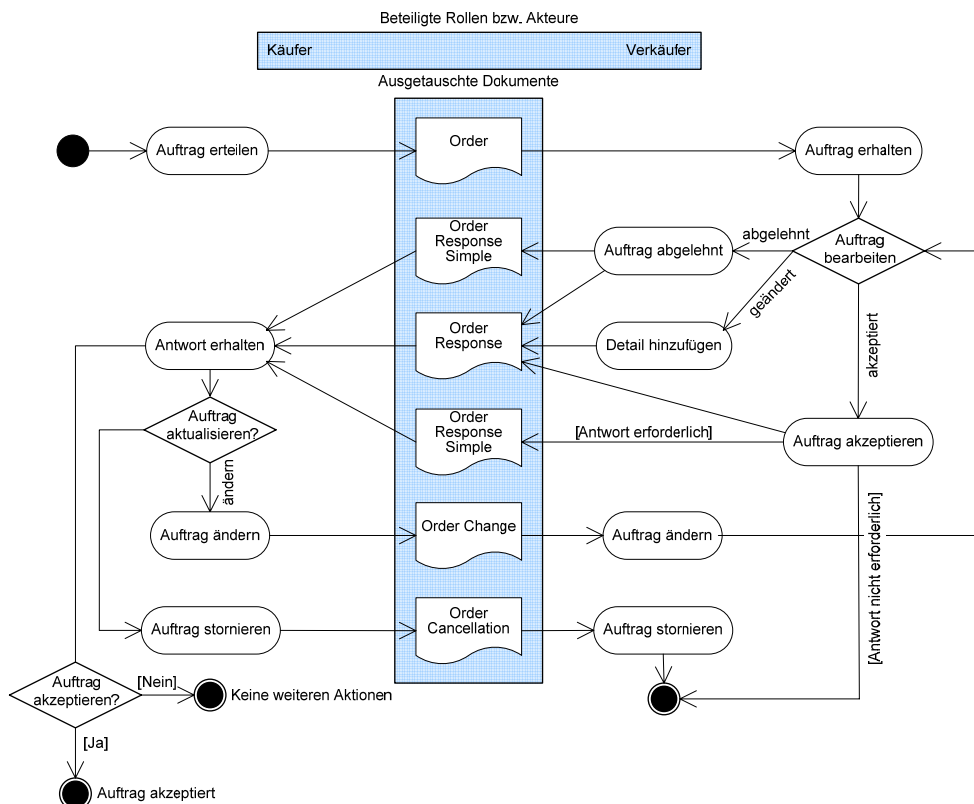 Beteiligte Rollen bzw. Akteure
Käufer
Verkäufer
Ausgetauschte Dokumente
Auftrag erteilen
Order
Auftrag erhalten
Order
Response
Simple
Auftrag abgelehnt
abgelehnt
Auftrag
bearbeiten
geändert
Antwort erhalten
Order
Response
Detail hinzufügen
akzeptiert
Auftrag
aktualisieren?
Order
Response
Simple
[Antwort erforderlich]
Auftrag akzeptieren
ändern
Auftrag ändern
Order Change
Auftrag ändern
[Antwort nicht erforderlich]
Auftrag stornieren
Order
Cancellation
Auftrag stornieren
Auftrag
akzeptieren?
[Nein]
Keine weiteren Aktionen
[Ja]
Auftrag akzeptiert